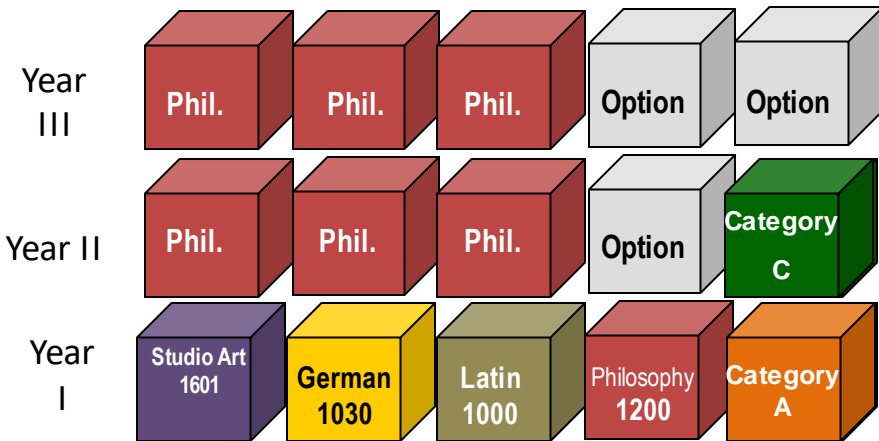 Year
III
Phil.
Phil.
Phil.
Option
Option
Year II
Phil.
Phil.
Phil.
Option
Category
C
Year
I
Studio Art
1601
German
1030
Latin
1000
Philosophy
1200
Category
A